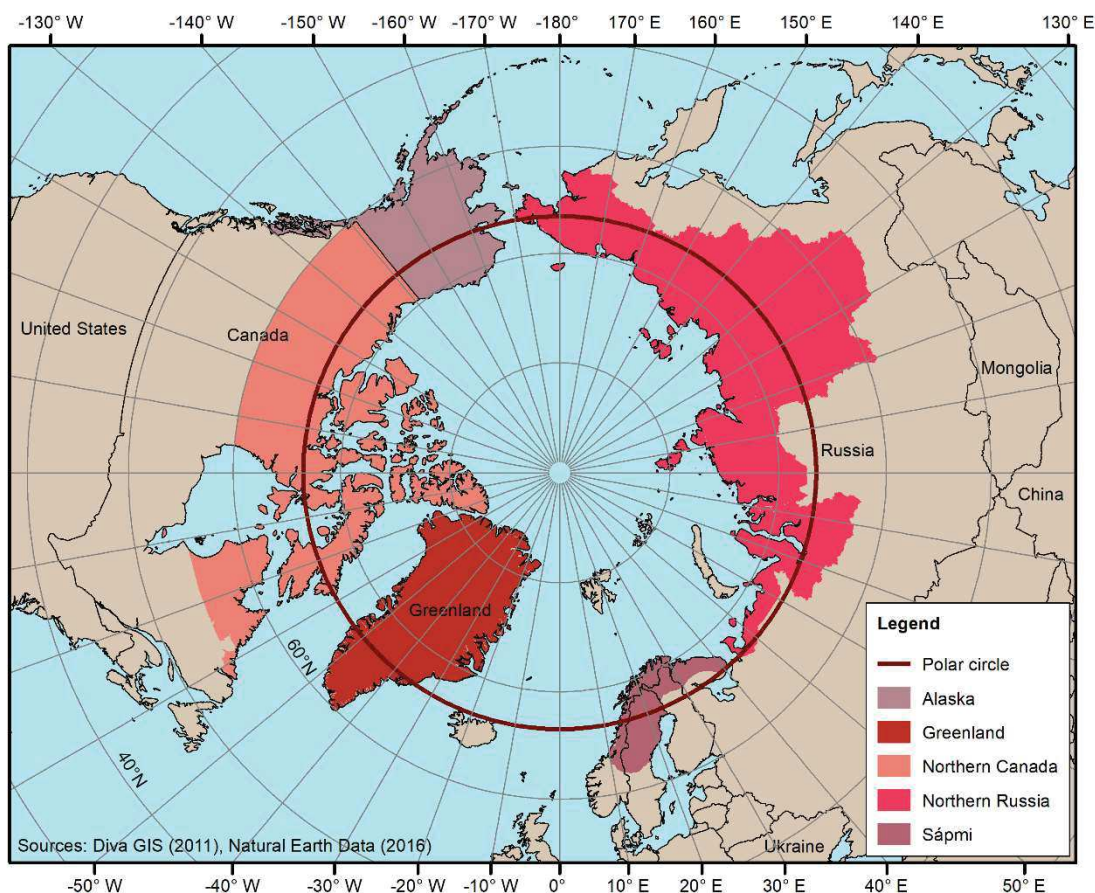 -130° W -140° W -150° W -160° W -170° W -180° 170° E 160° E 150° E 140° E 130° E
United States
Canada
Mongolia
Russia
China
Greenland
60°N
40°N
Legend
Polar circle
Alaska
Greenland
Northern Canada
Northern Russia
Sápmi
Ukraine
Sources: Diva GIS (2011), Natural Earth Data (2016)
-50° W -40° W -30° W -20° W -10° W 0° 10° E 20° E 30° E 40° E 50° E